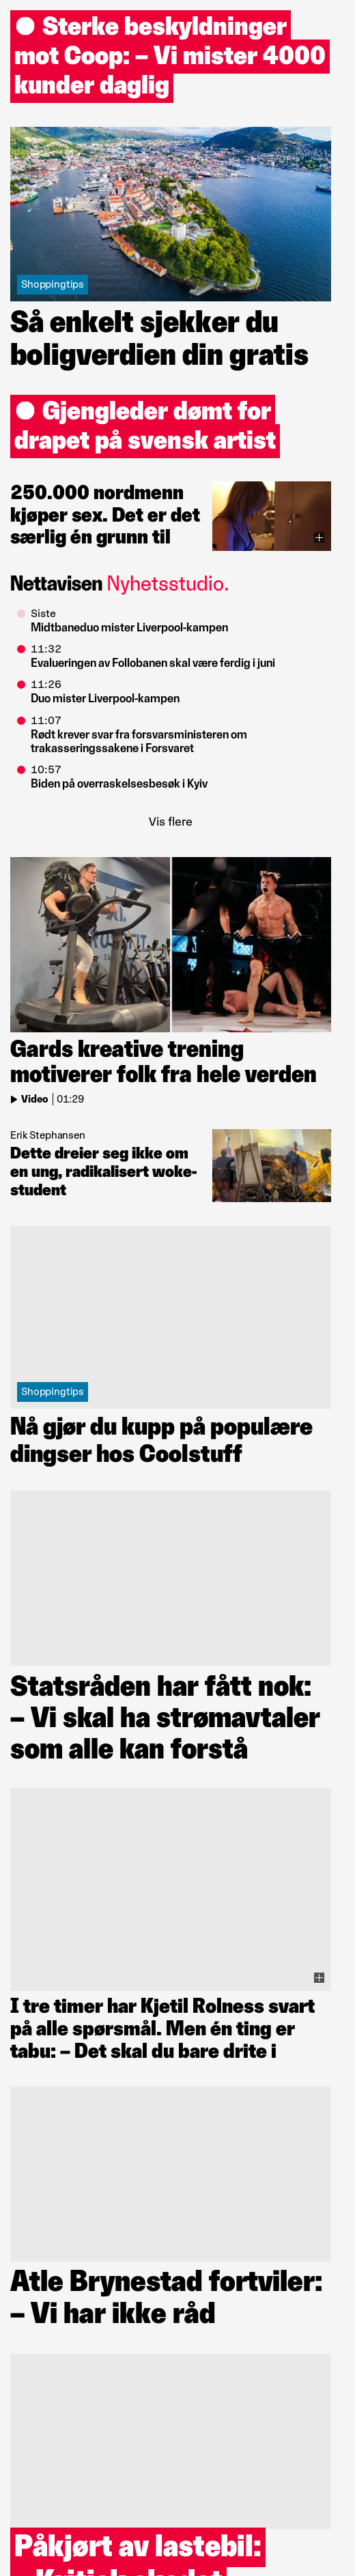 Sterke beskyldninger
mot Coop: – Vi mister 4000
kunder daglig
Shoppingtips
Så enkelt sjekker du
boligverdien din gratis
Gjengleder dømt for
drapet på svensk artist
250.000 nordmenn
kjøper sex. Det er det
særlig én grunn til
Nettavisen Nyhetsstudio.
Siste
Midtbaneduo mister Liverpool-kampen
11:32
Evalueringen av Follobanen skal være ferdig i juni
11:26
Duo mister Liverpool-kampen
11:07
Rødt krever svar fra forsvarsministeren om
trakasseringssakene i Forsvaret
10:57
Biden på overraskelsesbesøk i Kyiv
Vis flere
Gards kreative trening
motiverer folk fra hele verden
Video | 01:29
Erik Stephansen
Dette dreier seg ikke om
en ung, radikalisert woke-
student
Shoppingtips
Nå gjør du kupp på populære
dingser hos Coolstuff
Statsråden har fått nok:
– Vi skal ha strømavtaler
som alle kan forstå
I tre timer har Kjetil Rolness svart
på alle spørsmål. Men én ting er
tabu: – Det skal du bare drite i
Atle Brynestad fortviler:
– Vi har ikke råd
Påkjørt av lastebil: